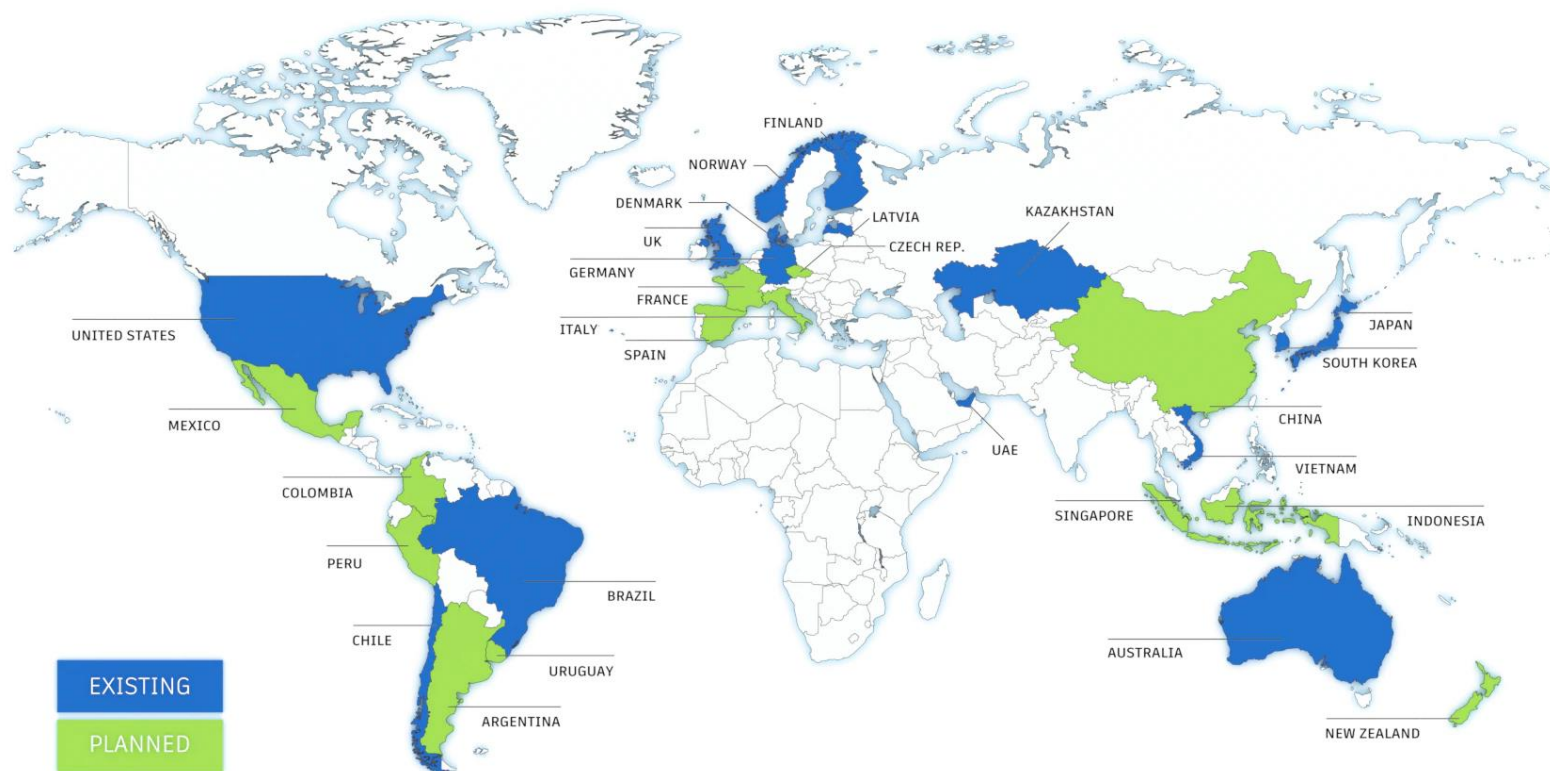 FINLAND
NORWAY
DENMARK
LATVIA
KAZAKHSTAN
UK
CZECH REP.
GERMANY
FRANCE
ITALY
SPAIN
UNITED STATES
JAPAN
SOUTH KOREA
MEXICO
CHINA
UAE
VIETNAM
COLOMBIA
SINGAPORE
INDONESIA
PERU
BRAZIL
CHILE
AUSTRALIA
URUGUAY
ARGENTINA
NEW ZEALAND
EXISTING
PLANNED